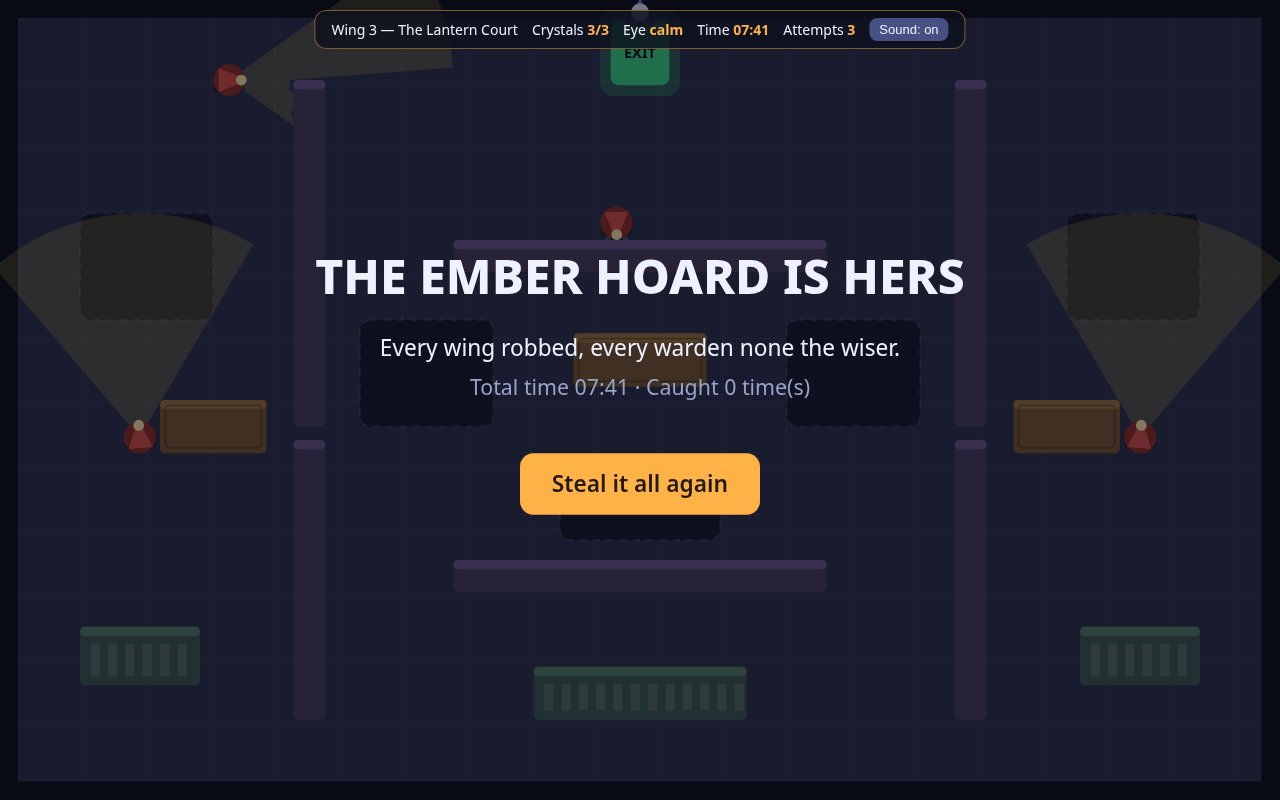 Wing 3 — The Lantern Court Crystals 3/3 Eye calm Time 07:41 Attempts 3 Sound: on
EXIT
THE EMBER HOARD IS HERS
Every wing robbed, every warden none the wiser.
Total time 07:41 · Caught 0 time(s)
Steal it all again